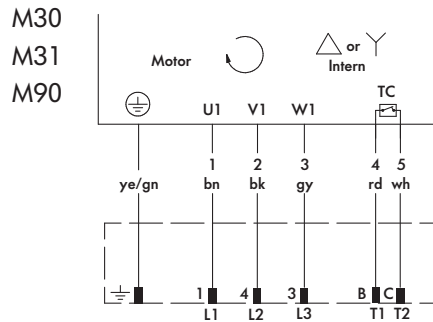 M30
M31
M90
Motor
△ or Y
Intern
TC
U1 V1 W1
1 2 3 4 5
ye/gn bn bk gy rd wh
1 4 3 B C
L1 L2 L3 T1 T2